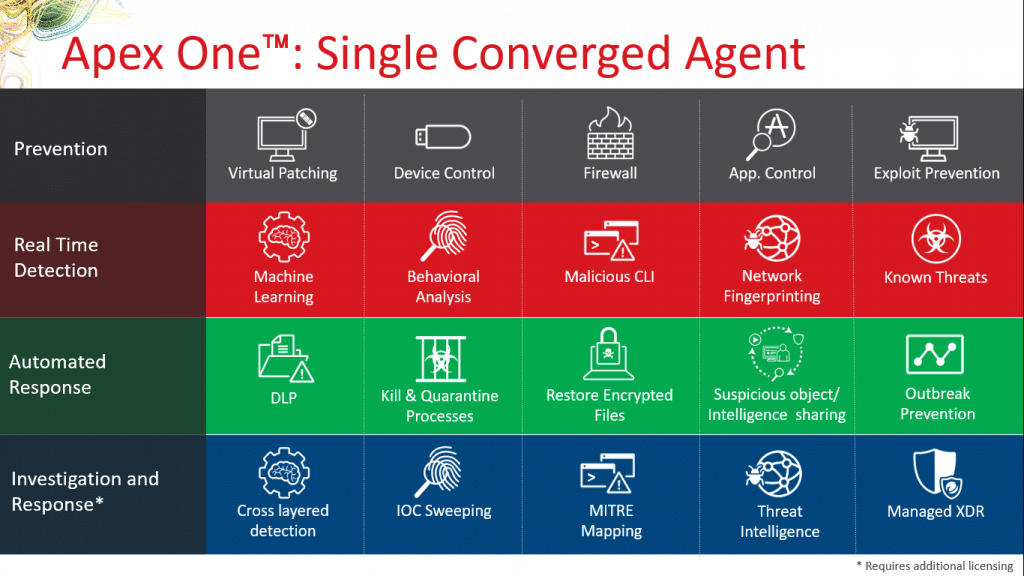 Apex One™: Single Converged Agent
Prevention
Virtual Patching
Device Control
Firewall
App. Control
Exploit Prevention
Real Time
Detection
Machine
Learning
Behavioral
Analysis
Malicious CLI
Network
Fingerprinting
Known Threats
Automated
Response
DLP
Kill & Quarantine
Processes
Restore Encrypted
Files
Suspicious object/
Intelligence sharing
Outbreak
Prevention
Investigation and
Response*
Cross layered
detection
IOC Sweeping
MITRE
Mapping
Threat
Intelligence
Managed XDR
* Requires additional licensing